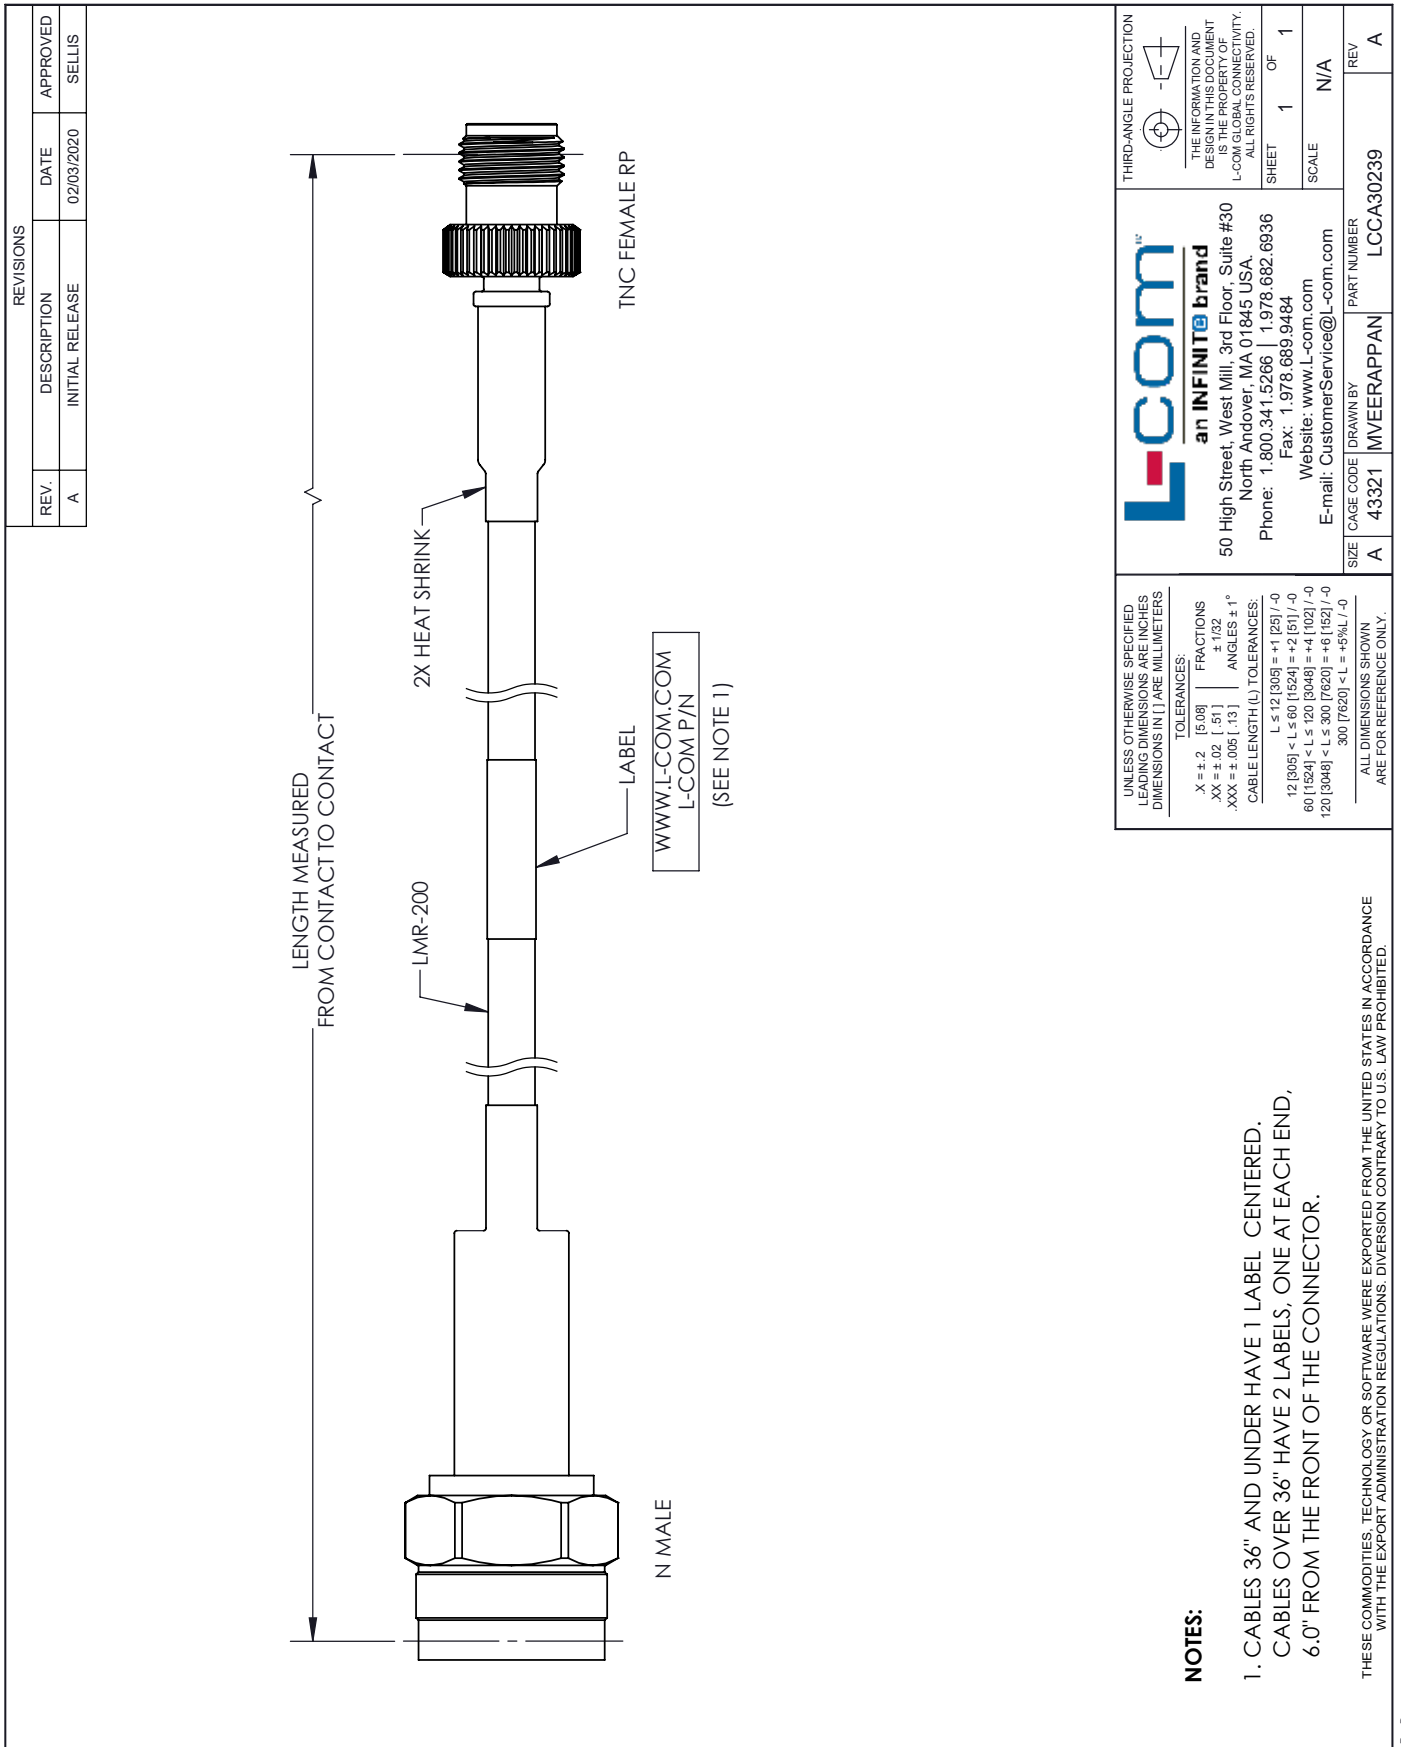 REVISIONS
REV. DESCRIPTION DATE APPROVED
A INITIAL RELEASE 02/03/2020 SELLIS
LENGTH MEASURED
FROM CONTACT TO CONTACT
LMR-200
2X HEAT SHRINK
LABEL
WWW.L-COM.COM
L-COM P/N
(SEE NOTE 1)
N MALE
TNC FEMALE RP
NOTES:
1. CABLES 36" AND UNDER HAVE 1 LABEL CENTERED.
CABLES OVER 36" HAVE 2 LABELS, ONE AT EACH END,
6.0" FROM THE FRONT OF THE CONNECTOR.
THESE COMMODITIES, TECHNOLOGY OR SOFTWARE WERE EXPORTED FROM THE UNITED STATES IN ACCORDANCE
WITH THE EXPORT ADMINISTRATION REGULATIONS. DIVERSION CONTRARY TO U.S. LAW PROHIBITED.
UNLESS OTHERWISE SPECIFIED
LEADING DIMENSIONS ARE INCHES
DIMENSIONS IN [ ] ARE MILLIMETERS
TOLERANCES:
.X = ± .2 [5.08] FRACTIONS
.XX = ± .02 [ .51] ± 1/32
.XXX = ± .005 [ .13 ] ANGLES ± 1°
CABLE LENGTH (L) TOLERANCES:
L ≤ 12 [305] = +1 [25] / -0
12 [305] < L ≤ 60 [1524] = +2 [51] / -0
60 [1524] < L ≤ 120 [3048] = +4 [102] / -0
120 [3048] < L ≤ 300 [7620] = +6 [152] / -0
300 [7620] < L = +5%L / -0
ALL DIMENSIONS SHOWN
ARE FOR REFERENCE ONLY.
L-com
an INFINIT@ brand
50 High Street, West Mill, 3rd Floor, Suite #30
North Andover, MA 01845 USA.
Phone: 1.800.341.5266 | 1.978.682.6936
Fax: 1.978.689.9484
Website: www.L-com.com
E-mail: CustomerService@L-com.com
THIRD-ANGLE PROJECTION
THE INFORMATION AND
DESIGN IN THIS DOCUMENT
IS THE PROPERTY OF
L-COM GLOBAL CONNECTIVITY.
ALL RIGHTS RESERVED.
SHEET 1 OF 1
SCALE N/A
SIZE A
CAGE CODE 43321
DRAWN BY MVEERAPPAN
PART NUMBER LCCA30239
REV A